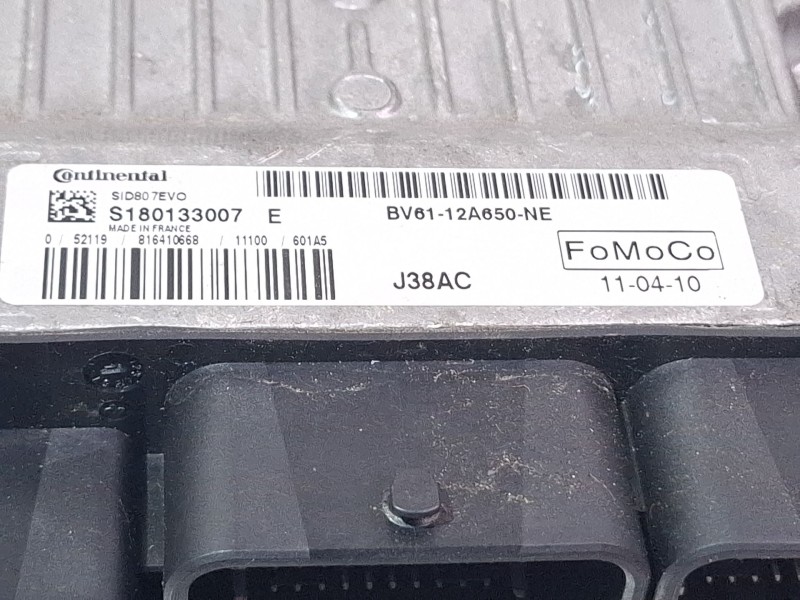 Continental
SID807EVO
S180133007 E
MADE IN FRANCE
0 / 52119 / 816410668 / 11100 / 601A5
BV61-12A650-NE
FoMoCo
J38AC
11-04-10